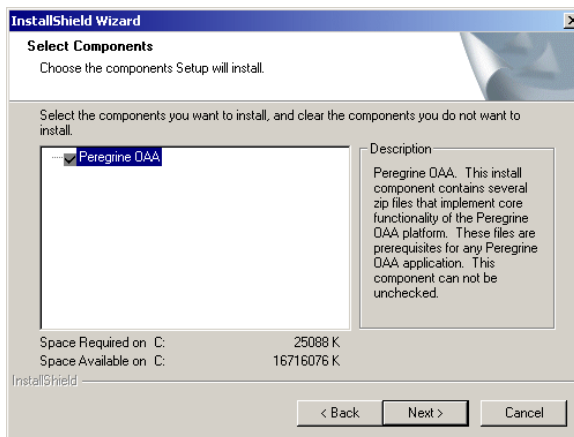 InstallShield Wizard
Select Components
Choose the components Setup will install.
Select the components you want to install, and clear the components you do not want to
install.
Peregrine OAA
Description
Peregrine OAA. This install
component contains several
zip files that implement core
functionality of the Peregrine
OAA platform. These files are
prerequisites for any Peregrine
OAA application. This
component can not be
unchecked.
Space Required on C: 25088 K
Space Available on C: 16716076 K
InstallShield
< Back Next > Cancel